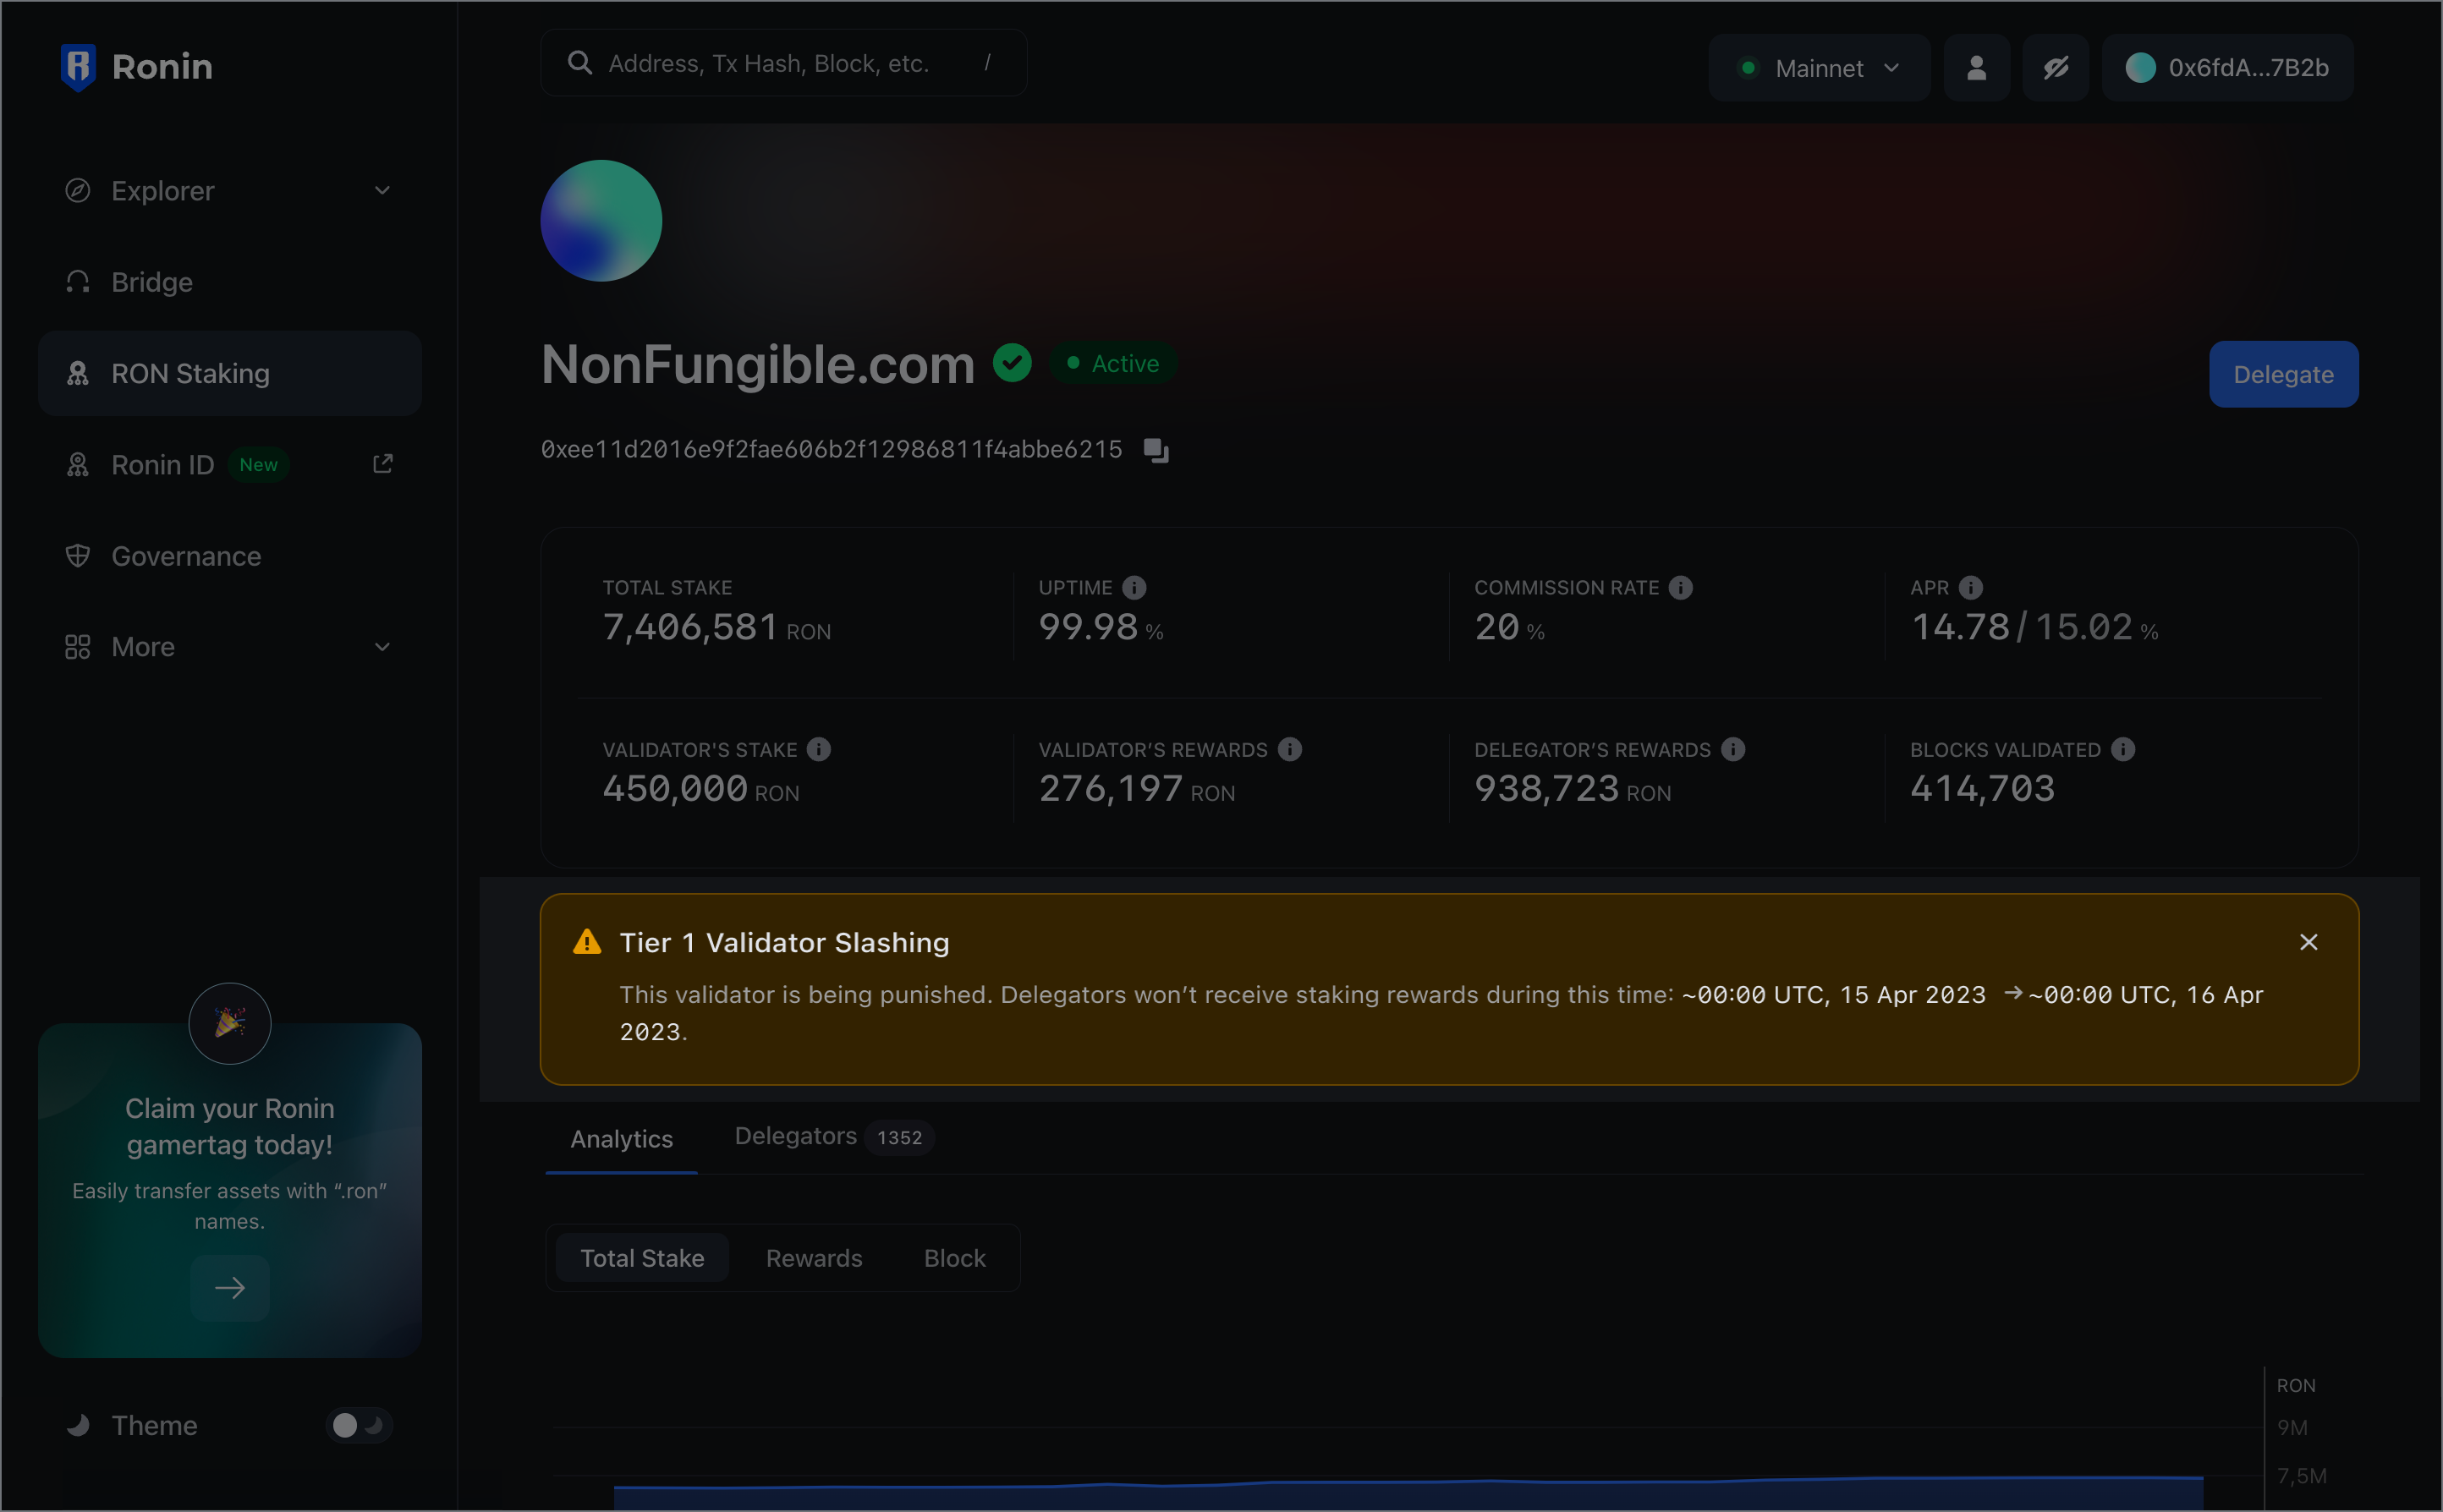 Ronin
Address, Tx Hash, Block, etc. /
Mainnet
0x6fdA...7B2b
Explorer
Bridge
RON Staking
Ronin ID New
Governance
More
NonFungible.com Active
Delegate
0xee11d2016e9f2fae606b2f12986811f4abbe6215
TOTAL STAKE
7,406,581 RON
UPTIME
99.98 %
COMMISSION RATE
20 %
APR
14.78 / 15.02 %
VALIDATOR'S STAKE
450,000 RON
VALIDATOR’S REWARDS
276,197 RON
DELEGATOR’S REWARDS
938,723 RON
BLOCKS VALIDATED
414,703
Tier 1 Validator Slashing
This validator is being punished. Delegators won’t receive staking rewards during this time: ~00:00 UTC, 15 Apr 2023 → ~00:00 UTC, 16 Apr
2023.
Analytics
Delegators 1352
Total Stake
Rewards
Block
RON
9M
7,5M
Claim your Ronin
gamertag today!
Easily transfer assets with “.ron”
names.
Theme